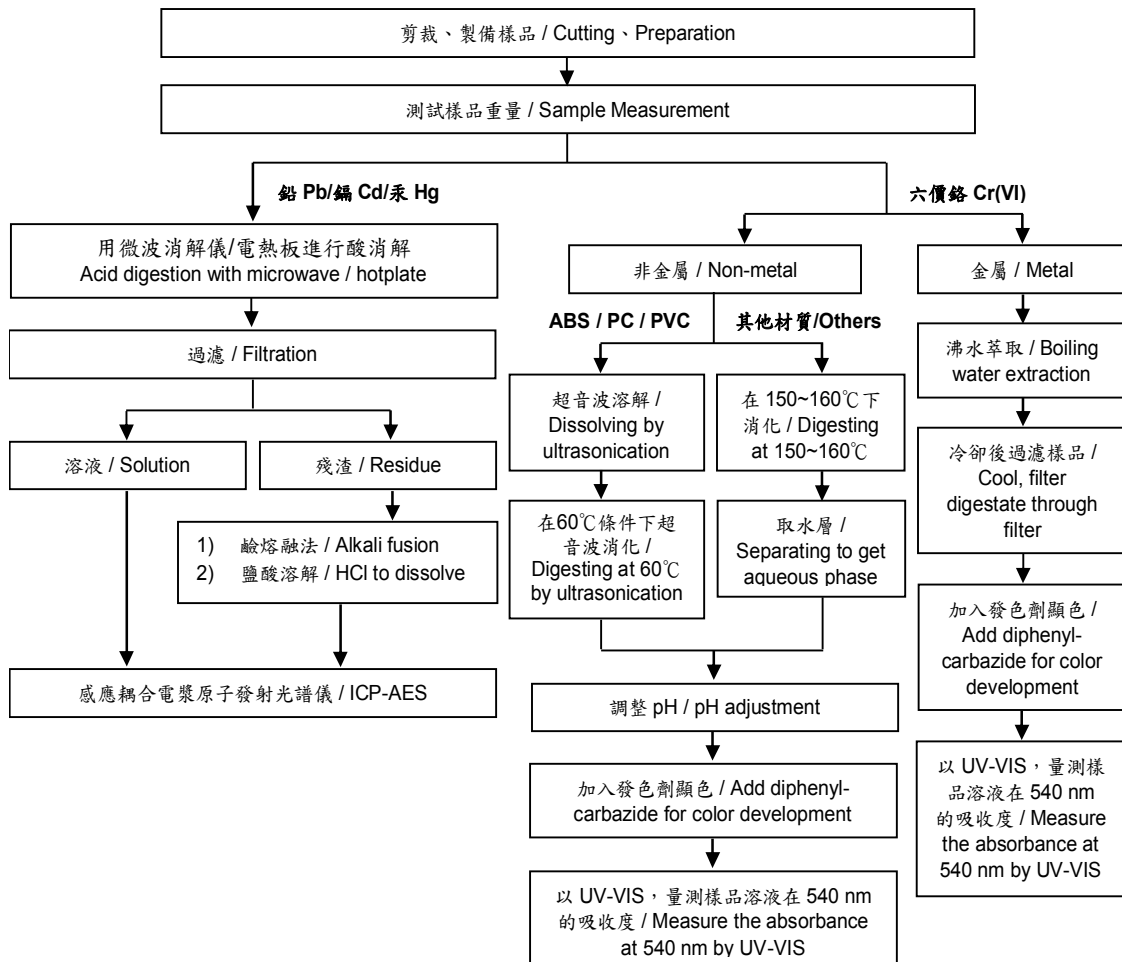 剪裁、製備樣品 / Cutting、Preparation
測試樣品重量 / Sample Measurement
鉛 Pb/鎘 Cd/汞 Hg
六價鉻 Cr(VI)
用微波消解儀/電熱板進行酸消解
Acid digestion with microwave / hotplate
過濾 / Filtration
溶液 / Solution
殘渣 / Residue
1) 鹼熔融法 / Alkali fusion
2) 鹽酸溶解 / HCl to dissolve
感應耦合電漿原子發射光譜儀 / ICP-AES
非金屬 / Non-metal
ABS / PC / PVC
其他材質/Others
超音波溶解 /
Dissolving by
ultrasonication
在60℃條件下超
音波消化 /
Digesting at 60℃
by ultrasonication
在 150~160℃下
消化 / Digesting
at 150~160℃
取水層 /
Separating to get
aqueous phase
調整 pH / pH adjustment
加入發色劑顯色 / Add diphenyl-
carbazide for color development
以 UV-VIS，量測樣品溶液在 540 nm
的吸收度 / Measure the absorbance
at 540 nm by UV-VIS
金屬 / Metal
沸水萃取 / Boiling
water extraction
冷卻後過濾樣品 /
Cool, filter
digestate through
filter
加入發色劑顯色 /
Add diphenyl-
carbazide for color
development
以 UV-VIS，量測樣
品溶液在 540 nm
的吸收度 / Measure
the absorbance at
540 nm by UV-VIS